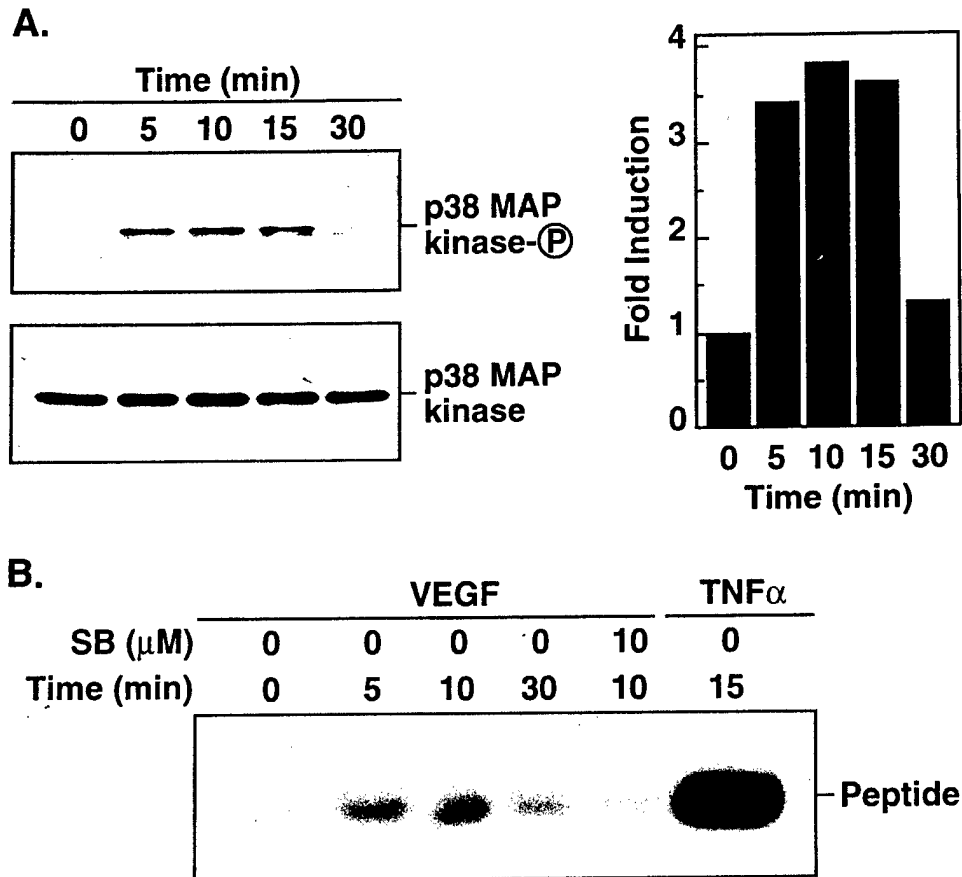 A.
Time (min)
0 5 10 15 30
p38 MAP
kinase-Ⓟ
p38 MAP
kinase
4
3
2
1
0
Fold Induction
0 5 10 15 30
Time (min)
B.
VEGF TNFα
SB (μM) 0 0 0 0 10 0
Time (min) 0 5 10 30 10 15
Peptide